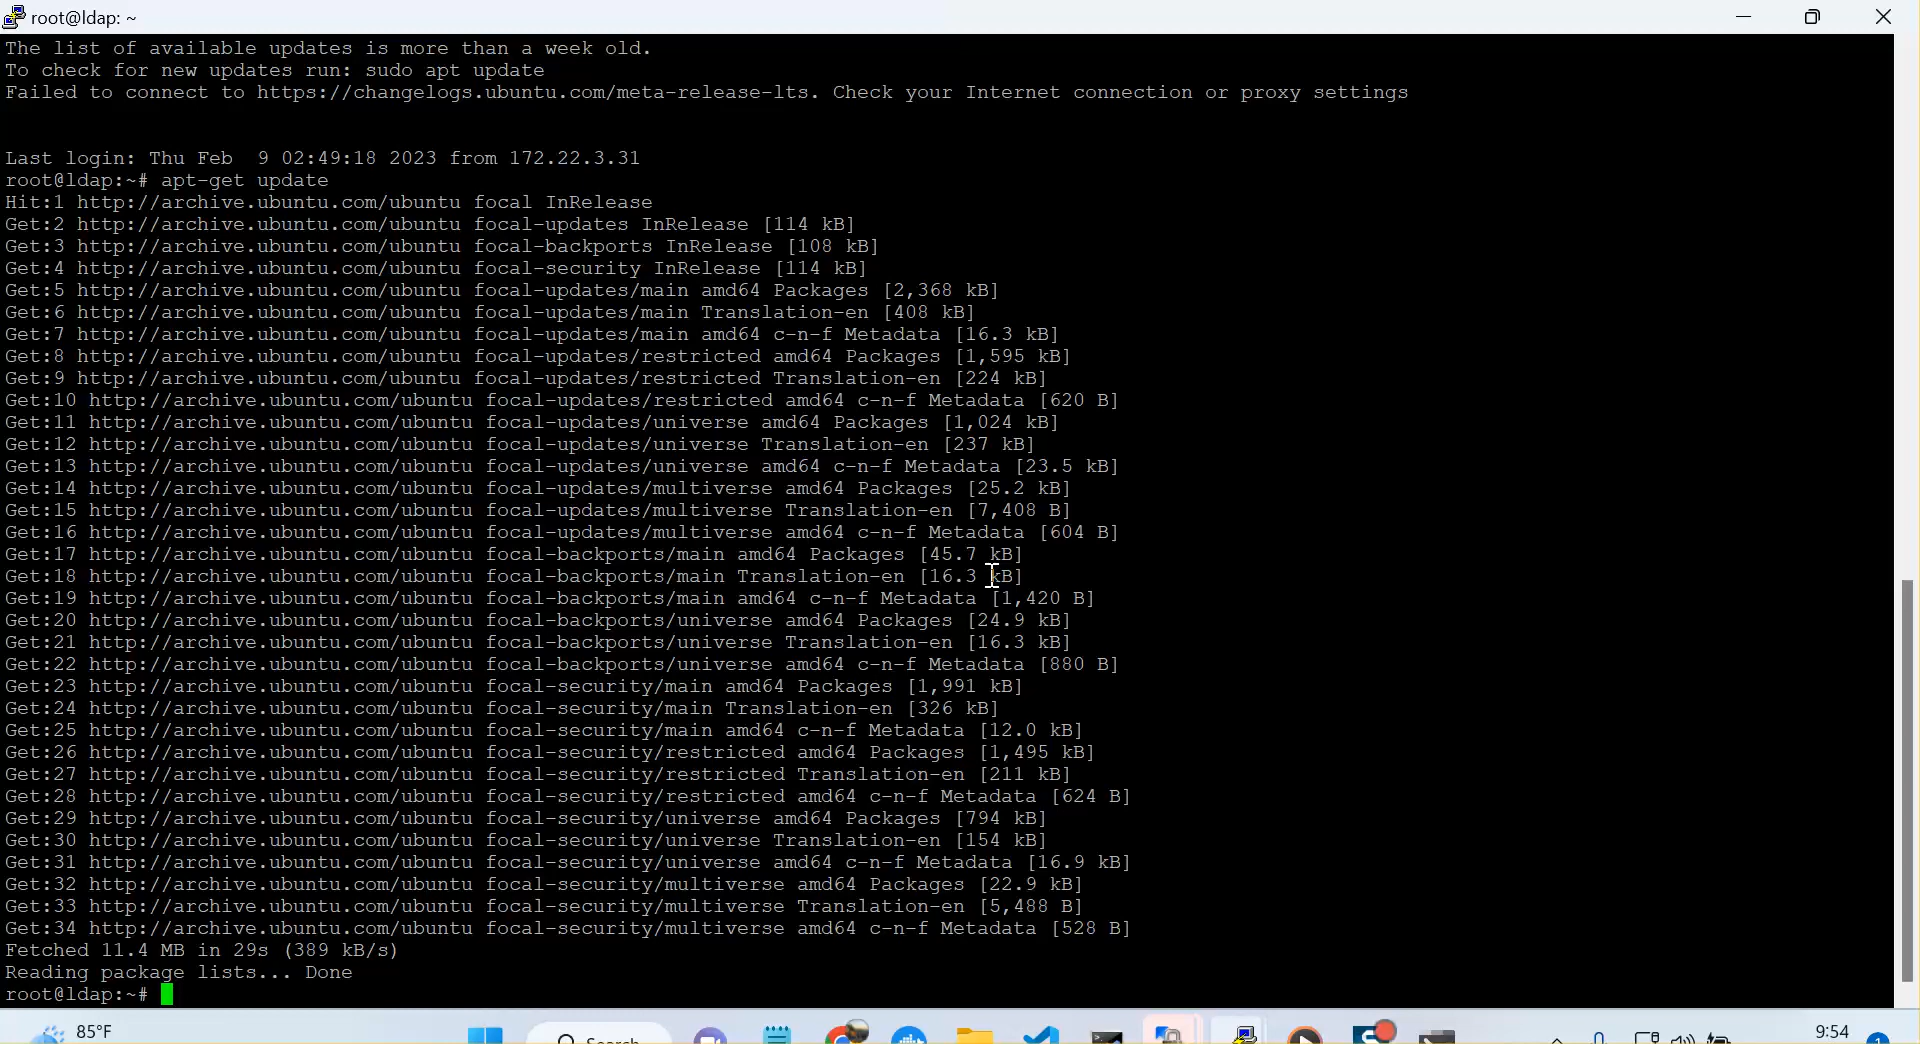 root@ldap: ~
The list of available updates is more than a week old.
To check for new updates run: sudo apt update
Failed to connect to https://changelogs.ubuntu.com/meta-release-lts. Check your Internet connection or proxy settings
Last login: Thu Feb  9 02:49:18 2023 from 172.22.3.31
root@ldap:~# apt-get update
Hit:1 http://archive.ubuntu.com/ubuntu focal InRelease
Get:2 http://archive.ubuntu.com/ubuntu focal-updates InRelease [114 kB]
Get:3 http://archive.ubuntu.com/ubuntu focal-backports InRelease [108 kB]
Get:4 http://archive.ubuntu.com/ubuntu focal-security InRelease [114 kB]
Get:5 http://archive.ubuntu.com/ubuntu focal-updates/main amd64 Packages [2,368 kB]
Get:6 http://archive.ubuntu.com/ubuntu focal-updates/main Translation-en [408 kB]
Get:7 http://archive.ubuntu.com/ubuntu focal-updates/main amd64 c-n-f Metadata [16.3 kB]
Get:8 http://archive.ubuntu.com/ubuntu focal-updates/restricted amd64 Packages [1,595 kB]
Get:9 http://archive.ubuntu.com/ubuntu focal-updates/restricted Translation-en [224 kB]
Get:10 http://archive.ubuntu.com/ubuntu focal-updates/restricted amd64 c-n-f Metadata [620 B]
Get:11 http://archive.ubuntu.com/ubuntu focal-updates/universe amd64 Packages [1,024 kB]
Get:12 http://archive.ubuntu.com/ubuntu focal-updates/universe Translation-en [237 kB]
Get:13 http://archive.ubuntu.com/ubuntu focal-updates/universe amd64 c-n-f Metadata [23.5 kB]
Get:14 http://archive.ubuntu.com/ubuntu focal-updates/multiverse amd64 Packages [25.2 kB]
Get:15 http://archive.ubuntu.com/ubuntu focal-updates/multiverse Translation-en [7,408 B]
Get:16 http://archive.ubuntu.com/ubuntu focal-updates/multiverse amd64 c-n-f Metadata [604 B]
Get:17 http://archive.ubuntu.com/ubuntu focal-backports/main amd64 Packages [45.7 kB]
Get:18 http://archive.ubuntu.com/ubuntu focal-backports/main Translation-en [16.3 kB]
Get:19 http://archive.ubuntu.com/ubuntu focal-backports/main amd64 c-n-f Metadata [1,420 B]
Get:20 http://archive.ubuntu.com/ubuntu focal-backports/universe amd64 Packages [24.9 kB]
Get:21 http://archive.ubuntu.com/ubuntu focal-backports/universe Translation-en [16.3 kB]
Get:22 http://archive.ubuntu.com/ubuntu focal-backports/universe amd64 c-n-f Metadata [880 B]
Get:23 http://archive.ubuntu.com/ubuntu focal-security/main amd64 Packages [1,991 kB]
Get:24 http://archive.ubuntu.com/ubuntu focal-security/main Translation-en [326 kB]
Get:25 http://archive.ubuntu.com/ubuntu focal-security/main amd64 c-n-f Metadata [12.0 kB]
Get:26 http://archive.ubuntu.com/ubuntu focal-security/restricted amd64 Packages [1,495 kB]
Get:27 http://archive.ubuntu.com/ubuntu focal-security/restricted Translation-en [211 kB]
Get:28 http://archive.ubuntu.com/ubuntu focal-security/restricted amd64 c-n-f Metadata [624 B]
Get:29 http://archive.ubuntu.com/ubuntu focal-security/universe amd64 Packages [794 kB]
Get:30 http://archive.ubuntu.com/ubuntu focal-security/universe Translation-en [154 kB]
Get:31 http://archive.ubuntu.com/ubuntu focal-security/universe amd64 c-n-f Metadata [16.9 kB]
Get:32 http://archive.ubuntu.com/ubuntu focal-security/multiverse amd64 Packages [22.9 kB]
Get:33 http://archive.ubuntu.com/ubuntu focal-security/multiverse Translation-en [5,488 B]
Get:34 http://archive.ubuntu.com/ubuntu focal-security/multiverse amd64 c-n-f Metadata [528 B]
Fetched 11.4 MB in 29s (389 kB/s)
Reading package lists... Done
root@ldap:~#
85°F
Search
9:54
1